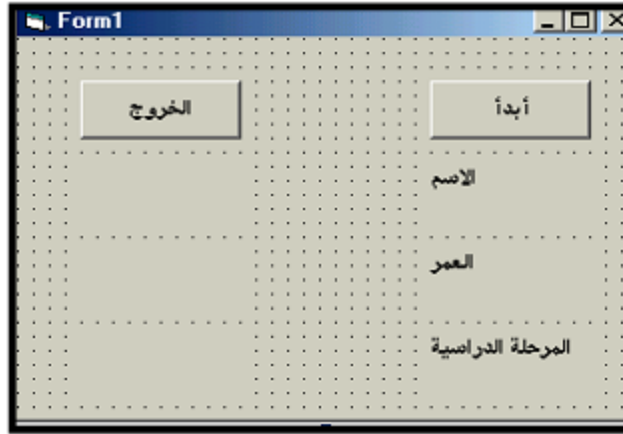 Form1
أبدأ
الخروج
الاسم
العمر
المرحلة الدراسية